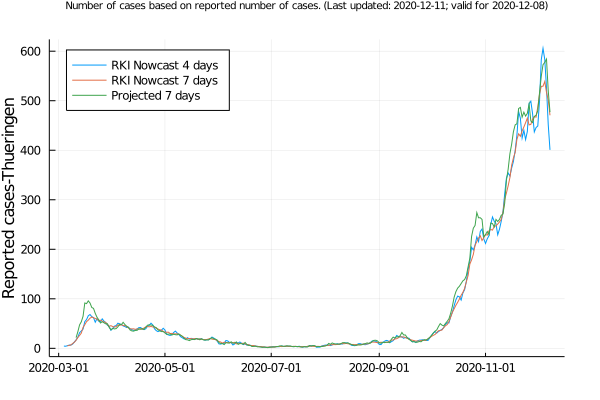 Number of cases based on reported number of cases. (Last updated: 2020-12-11; valid for 2020-12-08)
RKI Nowcast 4 days
RKI Nowcast 7 days
Projected 7 days
Reported cases-Thueringen
600
500
400
300
200
100
0
2020-03-01 2020-05-01 2020-07-01 2020-09-01 2020-11-01